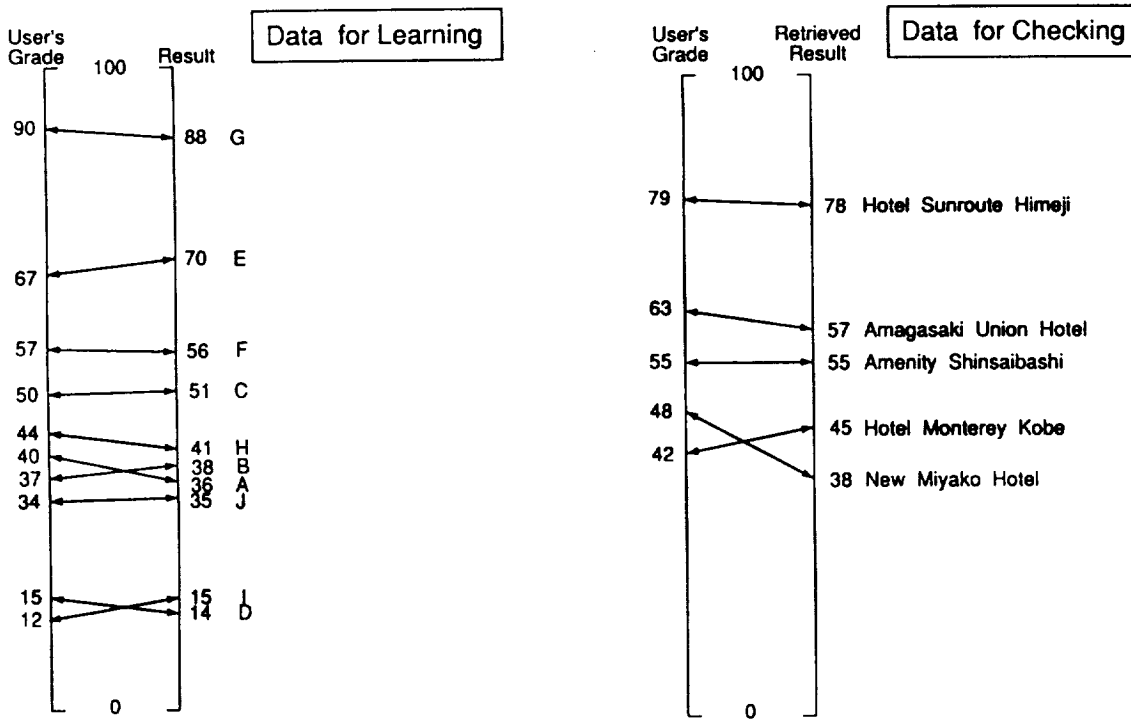 Data for Learning
User's Grade
Result
100
90
88 G
70 E
67
57
56 F
50
51 C
44
41 H
40
38 B
37
36 A
34
35 J
15
15 I
14 D
12
0
Data for Checking
User's Grade
Retrieved Result
100
79
78 Hotel Sunroute Himeji
63
57 Amagasaki Union Hotel
55
55 Amenity Shinsaibashi
48
45 Hotel Monterey Kobe
42
38 New Miyako Hotel
0